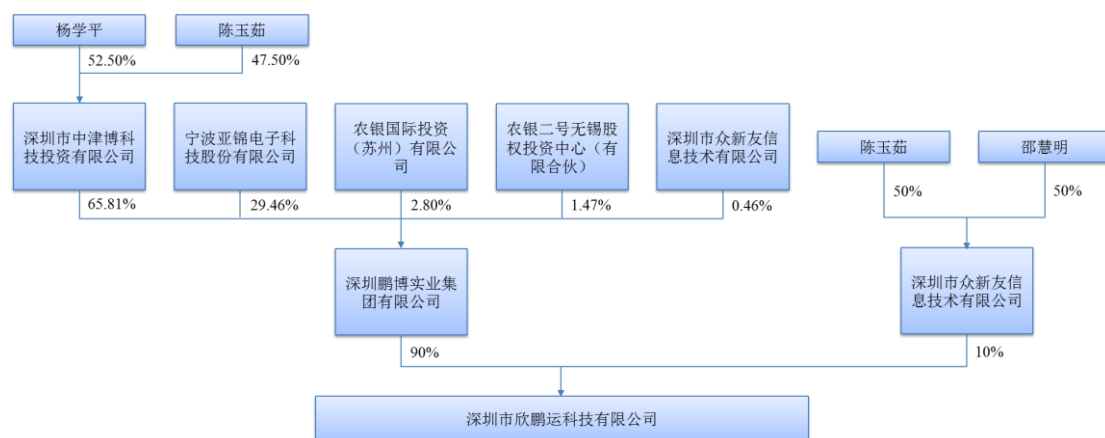 杨学平
陈玉茹
52.50%
47.50%
深圳市中津博科
技投资有限公司
宁波亚锦电子科
技股份有限公司
农银国际投资
（苏州）有限公
司
农银二号无锡股
权投资中心（有
限合伙）
深圳市众新友信
息技术有限公司
陈玉茹
邵慧明
65.81%
29.46%
2.80%
1.47%
0.46%
50%
50%
深圳鹏博实业集
团有限公司
深圳市众新友信
息技术有限公司
90%
10%
深圳市欣鹏运科技有限公司